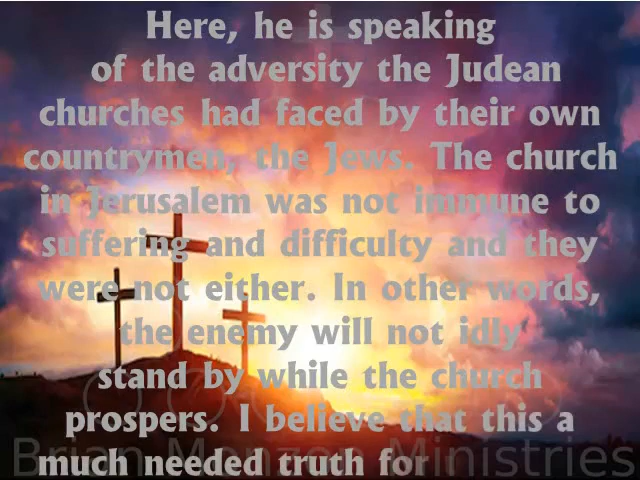 Here, he is speaking
of the adversity the Judean
churches had faced by their own
countrymen, the Jews. The church
in Jerusalem was not immune to
suffering and difficulty and they
were not either. In other words,
the enemy will not idly
stand by while the church
prospers. I believe that this a
much needed truth for
Brian Monzon Ministries